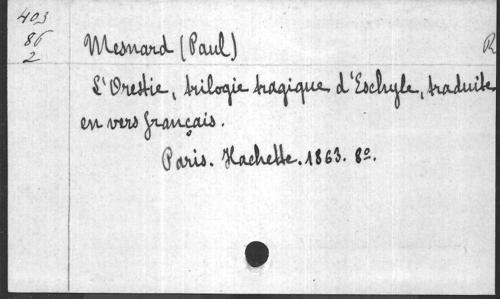 403
86
2
Mesnard (Paul)
R
L'Orestie, trilogie tragique d'Eschyle, traduite
en vers français.
Paris. Hachette. 1863. 8o.